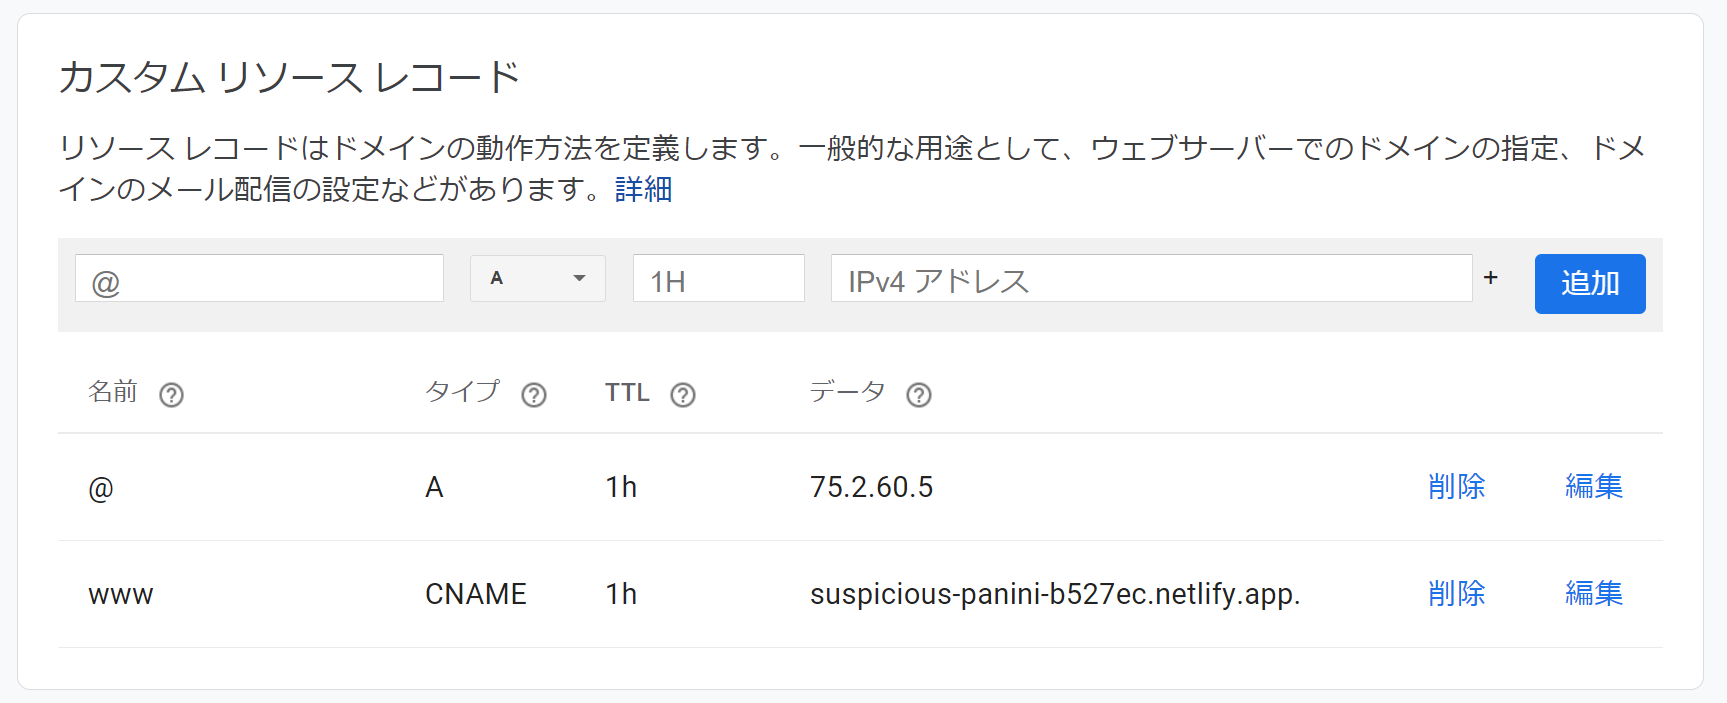 カスタム リソース レコード
リソース レコードはドメインの動作方法を定義します。一般的な用途として、ウェブサーバーでのドメインの指定、ドメ
インのメール配信の設定などがあります。詳細
@ A 1H IPv4 アドレス + 追加
名前 ? タイプ ? TTL ? データ ?
@ A 1h 75.2.60.5 削除 編集
www CNAME 1h suspicious-panini-b527ec.netlify.app. 削除 編集